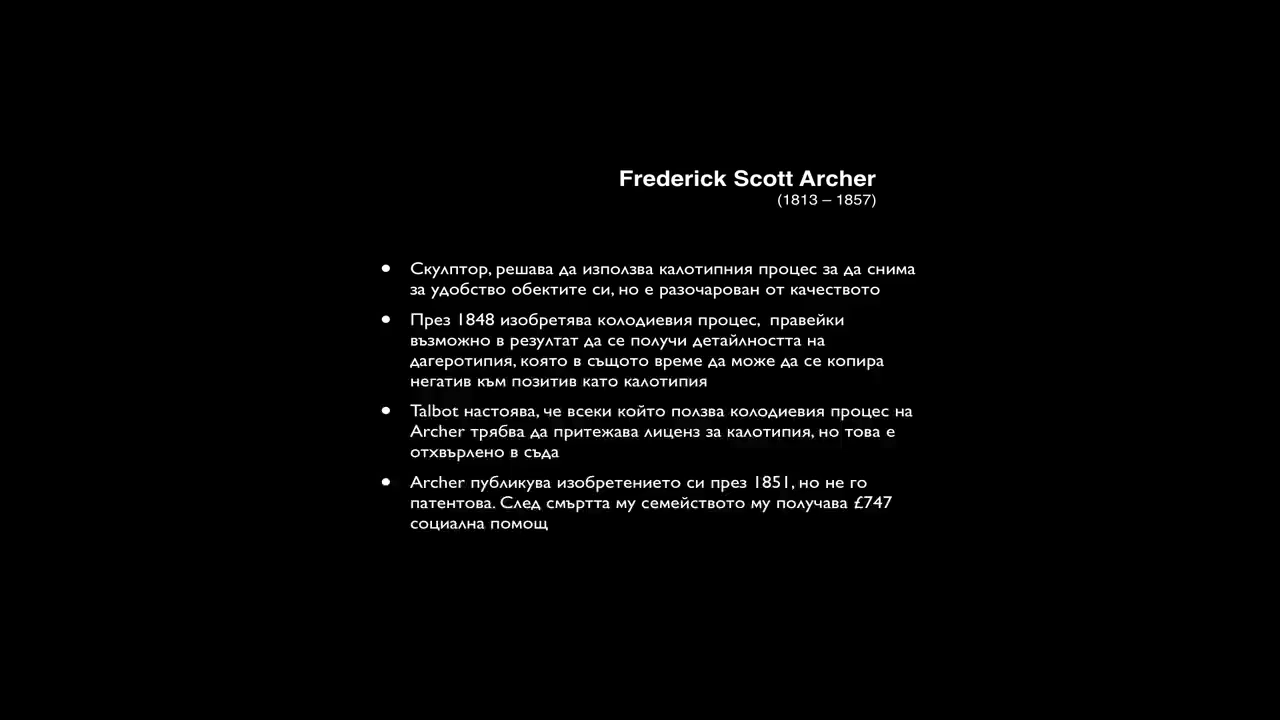 Frederick Scott Archer
(1813 – 1857)
• Скулптор, решава да използва калотипния процес за да снима
за удобство обектите си, но е разочарован от качеството
• През 1848 изобретява колодиевия процес,  правейки
възможно в резултат да се получи детайлността на
дагеротипия, която в същото време да може да се копира
негатив към позитив като калотипия
• Talbot настоява, че всеки който ползва колодиевия процес на
Archer трябва да притежава лиценз за калотипия, но това е
отхвърлено в съда
• Archer публикува изобретението си през 1851, но не го
патентова. След смъртта му семейството му получава £747
социална помощ